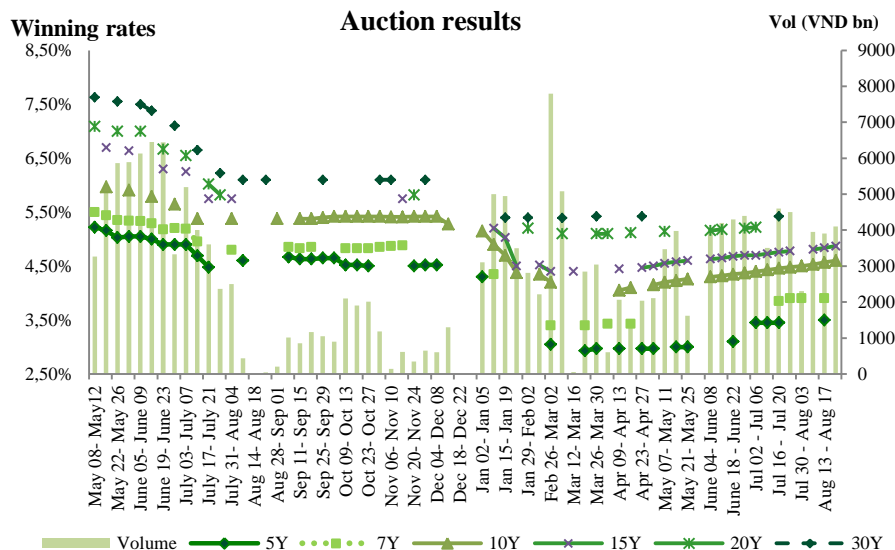 Auction results
Winning rates
Vol (VND bn)
8,50%
7,50%
6,50%
5,50%
4,50%
3,50%
2,50%
9000
8000
7000
6000
5000
4000
3000
2000
1000
0
May 08- May 12
May 22- May 26
June 05- June 09
June 19- June 23
July 03- July 07
July 17- July 21
July 31- Aug 04
Aug 14- Aug 18
Aug 28- Sep 01
Sep 11- Sep 15
Sep 25- Sep 29
Oct 09- Oct 13
Oct 23- Oct 27
Nov 06- Nov 10
Nov 20- Nov 24
Dec 04- Dec 08
Dec 18- Dec 22
Jan 02- Jan 05
Jan 15- Jan 19
Jan 29- Feb 02
Feb 26- Mar 02
Mar 12- Mar 16
Mar 26- Mar 30
Apr 09- Apr 13
Apr 23- Apr 27
May 07- May 11
May 21- May 25
June 04- June 08
June 18- June 22
Jul 02 - Jul 06
Jul 16 - Jul 20
Jul 30 - Aug 03
Aug 13 - Aug 17
Volume
5Y
7Y
10Y
15Y
20Y
30Y